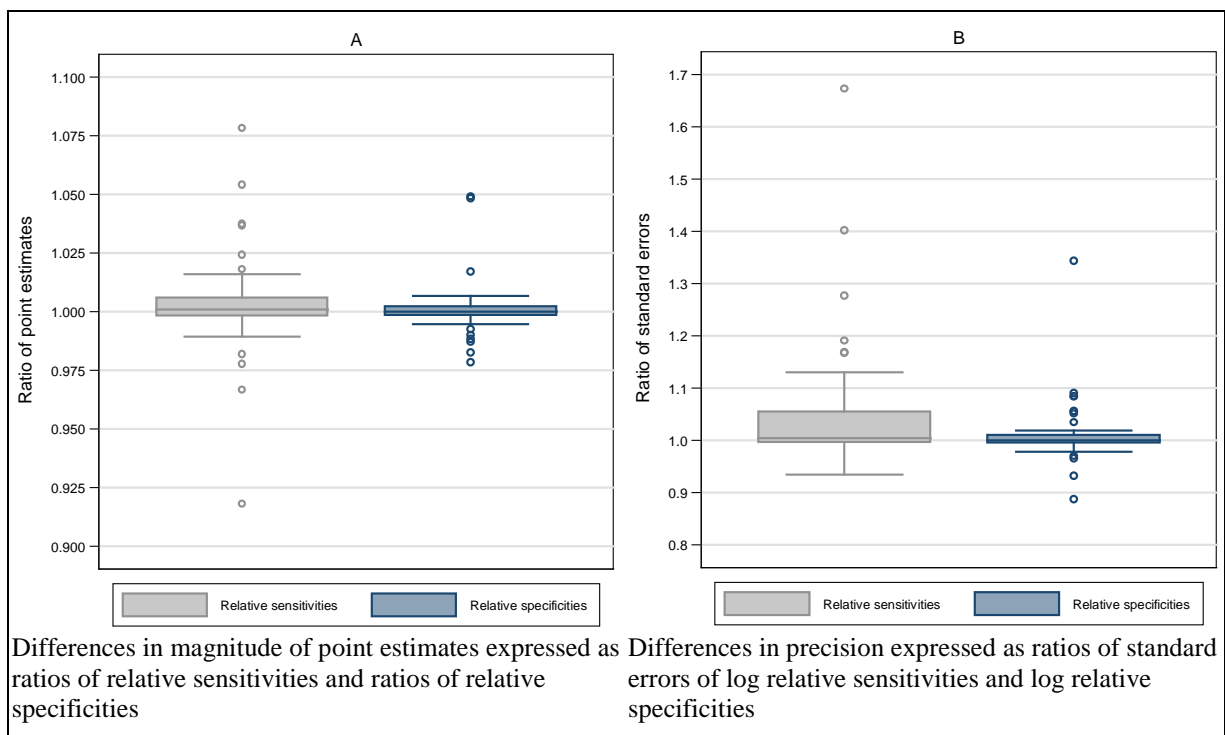 A
1.100
1.075
1.050
1.025
1.000
0.975
0.950
0.925
0.900
Ratio of point estimates
Relative sensitivities
Relative specificities
Differences in magnitude of point estimates expressed as
ratios of relative sensitivities and ratios of relative
specificities
B
1.7
1.6
1.5
1.4
1.3
1.2
1.1
1.0
0.9
0.8
Ratio of standard errors
Relative sensitivities
Relative specificities
Differences in precision expressed as ratios of standard
errors of log relative sensitivities and log relative
specificities